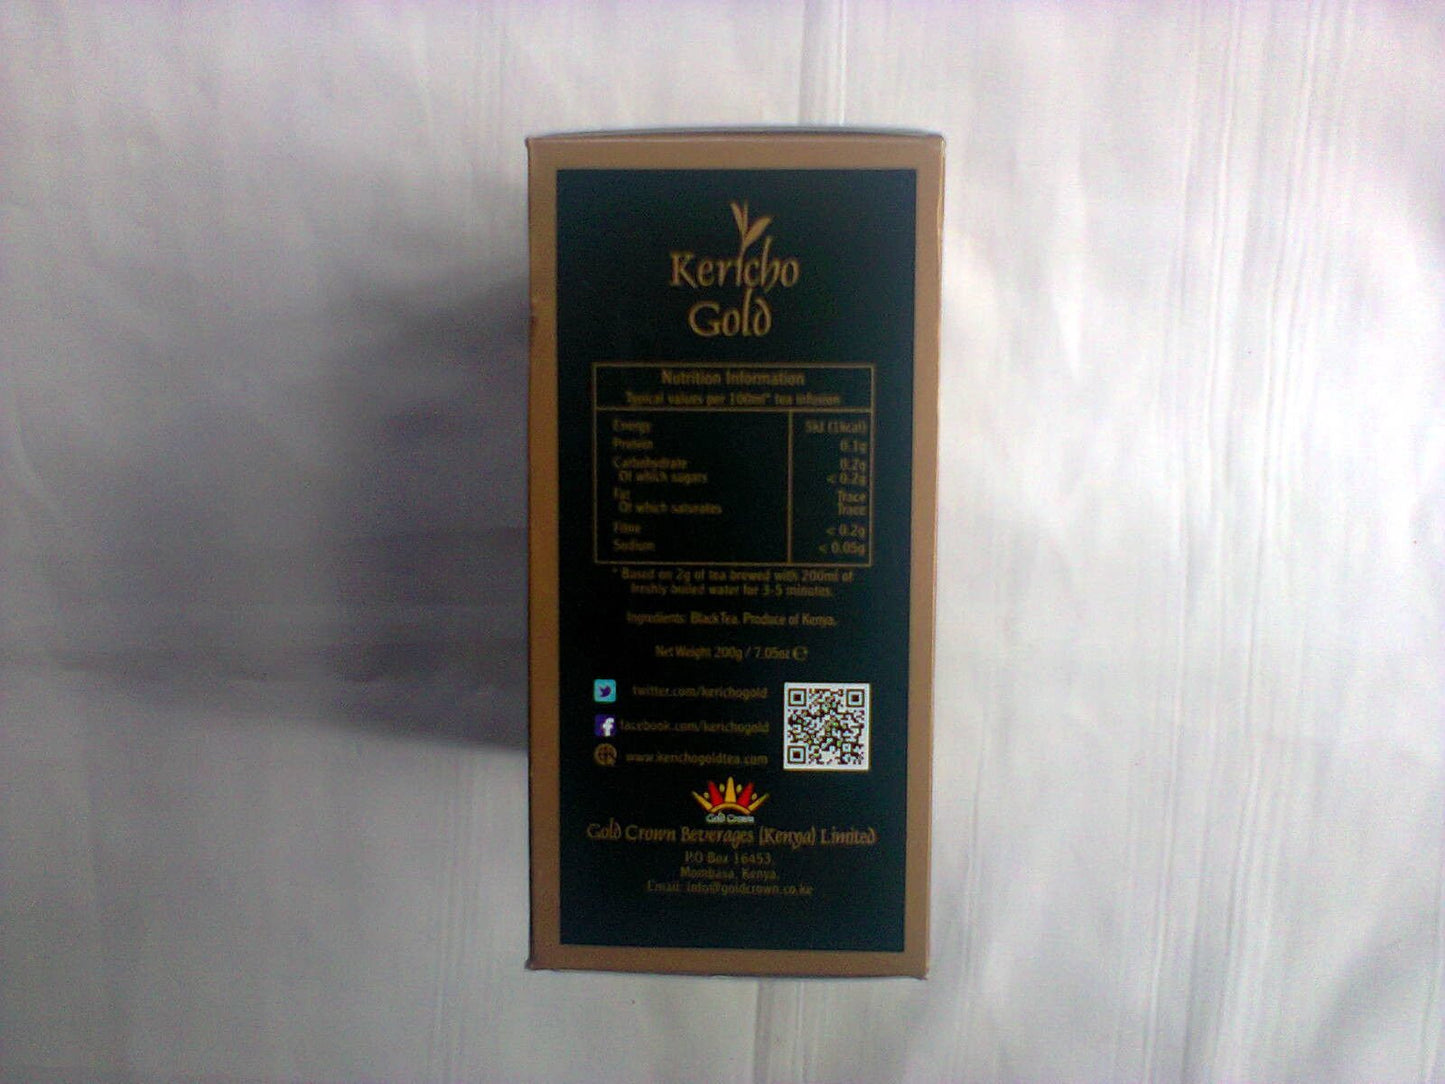 Kericho
Gold
Nutrition Information
Typical values per 100ml* tea infusion
Energy 5kJ (1kcal)
Protein 0.1g
Carbohydrate 0.2g
Of which sugars < 0.2g
Fat Trace
Of which saturates Trace
Fibre < 0.2g
Sodium < 0.05g
* Based on 2g of tea brewed with 200ml of
freshly boiled water for 3-5 minutes.
Ingredients: Black Tea. Produce of Kenya.
Net Weight 200g / 7.05oz ℮
twitter.com/kerichogold
facebook.com/kerichogold
www.kerichogoldtea.com
Gold Crown
Gold Crown Beverages (Kenya) Limited
P.O Box 16453,
Mombasa, Kenya.
Email: info@goldcrown.co.ke